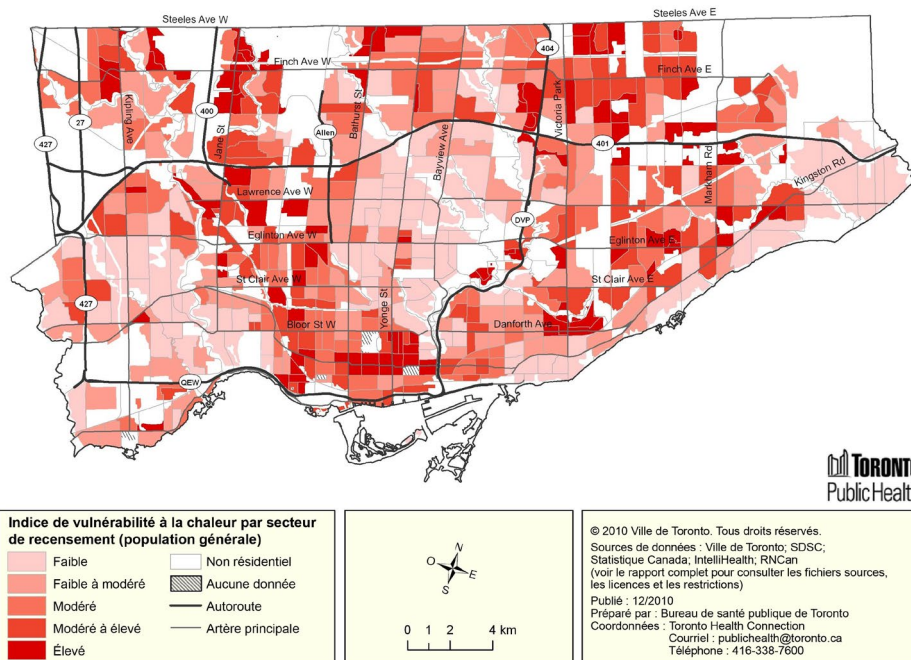 Steeles Ave W
Steeles Ave E
404
Finch Ave W
Finch Ave E
27
Kipling Ave
400
427
Jane St
Allen
Bathurst St
Bayview Ave
Victoria Park
401
Markham Rd
Kingston Rd
Lawrence Ave W
DVP
Eglinton Ave W
Eglinton Ave E
St Clair Ave W
St Clair Ave E
427
Yonge St
Bloor St W
Danforth Ave
QEW
TORONTO
Public Health
Indice de vulnérabilité à la chaleur par secteur
de recensement (population générale)
Faible
Faible à modéré
Modéré
Modéré à élevé
Élevé
Non résidentiel
Aucune donnée
Autoroute
Artère principale
N
O
E
S
0 1 2 4 km
© 2010 Ville de Toronto. Tous droits réservés.
Sources de données : Ville de Toronto; SDSC;
Statistique Canada; IntelliHealth; RNCan
(voir le rapport complet pour consulter les fichiers sources,
les licences et les restrictions)
Publié : 12/2010
Préparé par : Bureau de santé publique de Toronto
Coordonnées : Toronto Health Connection
Courriel : publichealth@toronto.ca
Téléphone : 416-338-7600